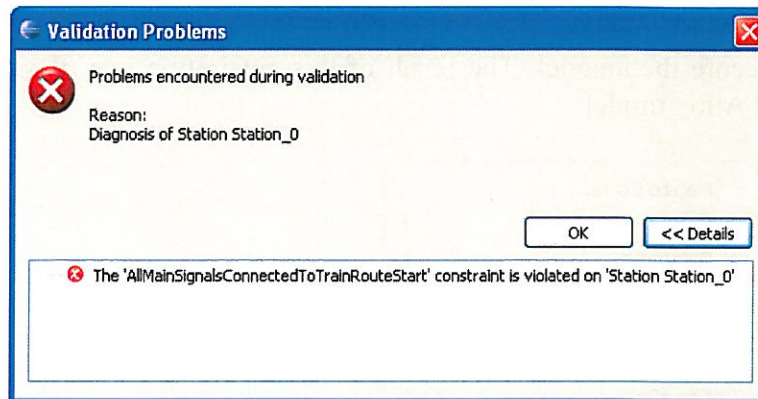 Validation Problems
Problems encountered during validation
Reason:
Diagnosis of Station Station_0
OK
<< Details
The 'AllMainSignalsConnectedToTrainRouteStart' constraint is violated on 'Station Station_0'